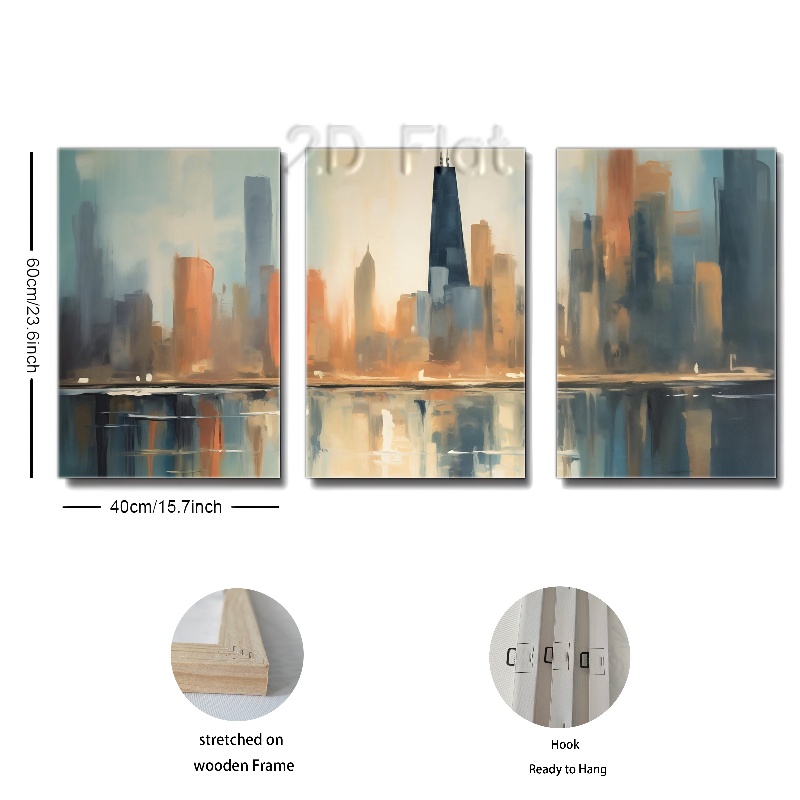 2D Flat
60cm/23.6inch
40cm/15.7inch
stretched on
wooden Frame
Hook
Ready to Hang